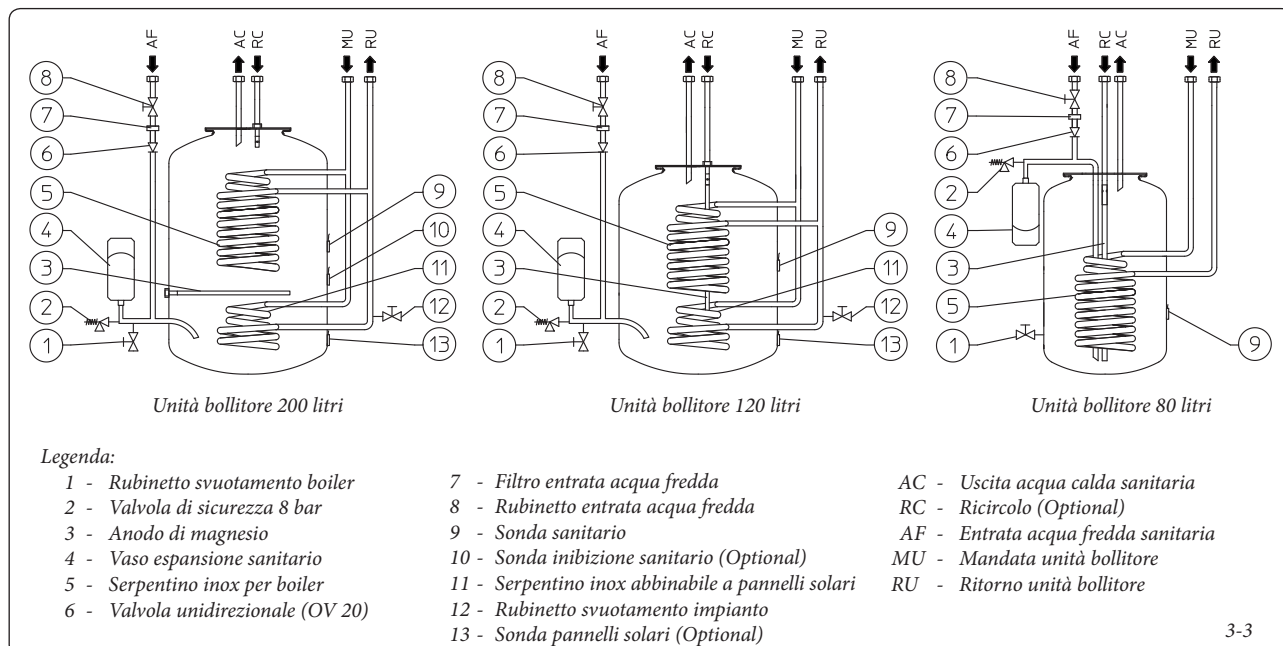 AF AC RC MU RU
8
7
6
5
4
3
2
1
9
10
11
12
13
Unità bollitore 200 litri
AF AC RC MU RU
8
7
6
5
4
3
2
1
9
11
12
13
Unità bollitore 120 litri
AF RC AC MU RU
8
7
6
2
4
3
5
1
9
Unità bollitore 80 litri
Legenda:
1 - Rubinetto svuotamento boiler
2 - Valvola di sicurezza 8 bar
3 - Anodo di magnesio
4 - Vaso espansione sanitario
5 - Serpentino inox per boiler
6 - Valvola unidirezionale (OV 20)
7 - Filtro entrata acqua fredda
8 - Rubinetto entrata acqua fredda
9 - Sonda sanitario
10 - Sonda inibizione sanitario (Optional)
11 - Serpentino inox abbinabile a pannelli solari
12 - Rubinetto svuotamento impianto
13 - Sonda pannelli solari (Optional)
AC - Uscita acqua calda sanitaria
RC - Ricircolo (Optional)
AF - Entrata acqua fredda sanitaria
MU - Mandata unità bollitore
RU - Ritorno unità bollitore
3-3